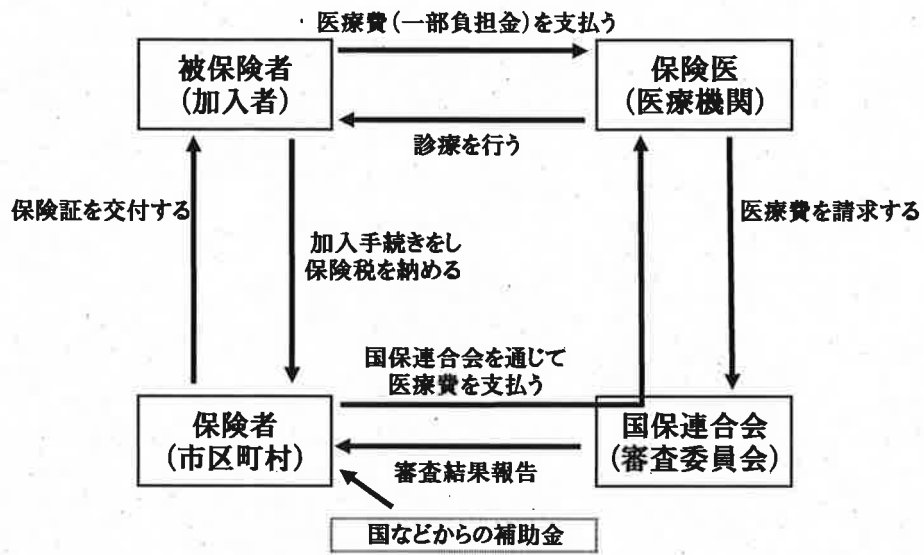 医療費(一部負担金)を支払う
被保険者
(加入者)
保険医
(医療機関)
診療を行う
保険証を交付する
医療費を請求する
加入手続きをし
保険税を納める
国保連合会を通じて
医療費を支払う
保険者
(市区町村)
国保連合会
(審査委員会)
審査結果報告
国などからの補助金